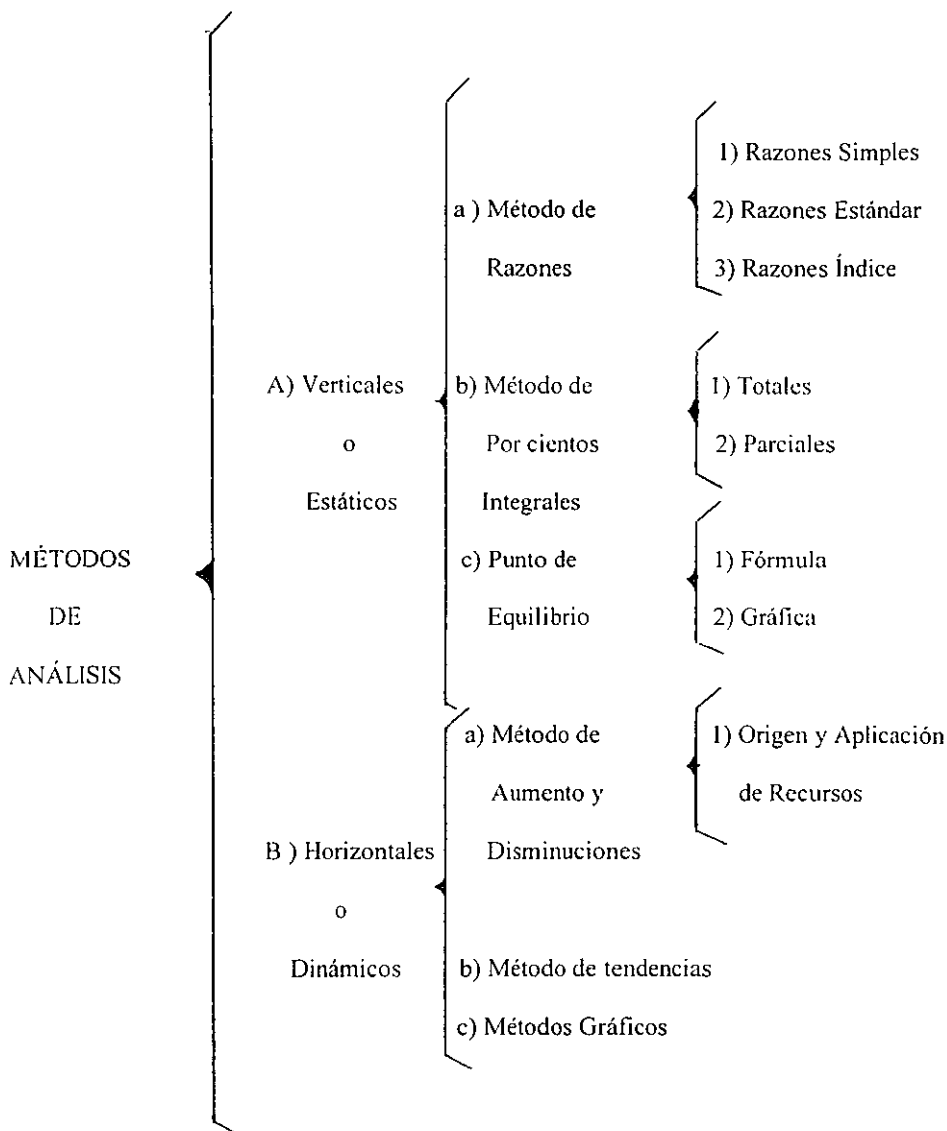 MÉTODOS
DE
ANÁLISIS
A) Verticales
o
Estáticos
a ) Método de
Razones
1) Razones Simples
2) Razones Estándar
3) Razones Índice
b) Método de
Por cientos
Integrales
1) Totales
2) Parciales
c) Punto de
Equilibrio
1) Fórmula
2) Gráfica
B ) Horizontales
o
Dinámicos
a) Método de
Aumento y
Disminuciones
1) Origen y Aplicación
de Recursos
b) Método de tendencias
c) Métodos Gráficos